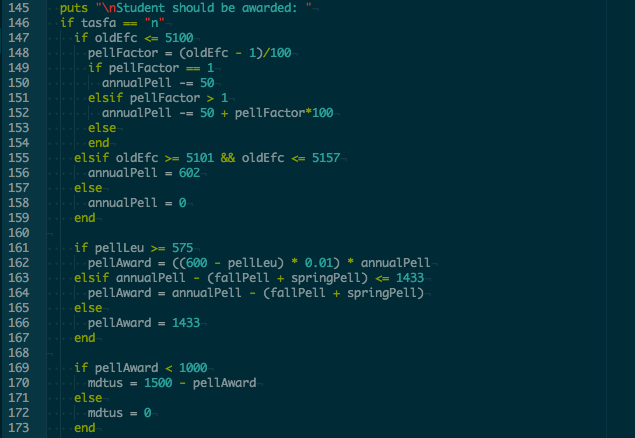 145 puts "\nStudent should be awarded: "
146 if tasfa == "n"
147 if oldEfc <= 5100
148 pellFactor = (oldEfc - 1)/100
149 if pellFactor == 1
150 annualPell -= 50
151 elsif pellFactor > 1
152 annualPell -= 50 + pellFactor*100
153 else
154 end
155 elsif oldEfc >= 5101 && oldEfc <= 5157
156 annualPell = 602
157 else
158 annualPell = 0
159 end
160
161 if pellLeu >= 575
162 pellAward = ((600 - pellLeu) * 0.01) * annualPell
163 elsif annualPell - (fallPell + springPell) <= 1433
164 pellAward = annualPell - (fallPell + springPell)
165 else
166 pellAward = 1433
167 end
168
169 if pellAward < 1000
170 mdtus = 1500 - pellAward
171 else
172 mdtus = 0
173 end